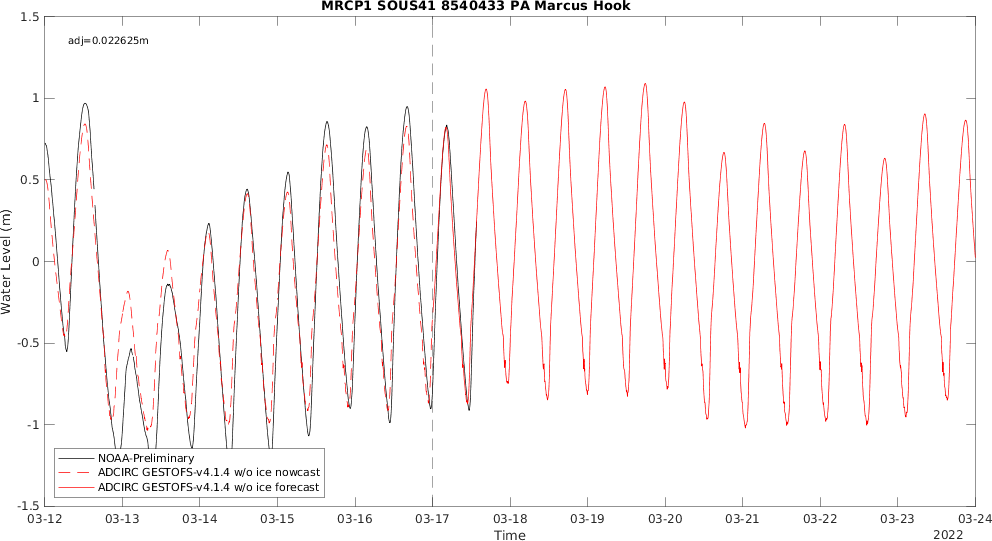 MRCP1 SOUS41 8540433 PA Marcus Hook
adj=0.022625m
1.5
1
0.5
0
-0.5
-1
-1.5
Water Level (m)
NOAA-Preliminary
ADCIRC GESTOFS-v4.1.4 w/o ice nowcast
ADCIRC GESTOFS-v4.1.4 w/o ice forecast
03-12 03-13 03-14 03-15 03-16 03-17 03-18 03-19 03-20 03-21 03-22 03-23 03-24
Time
2022